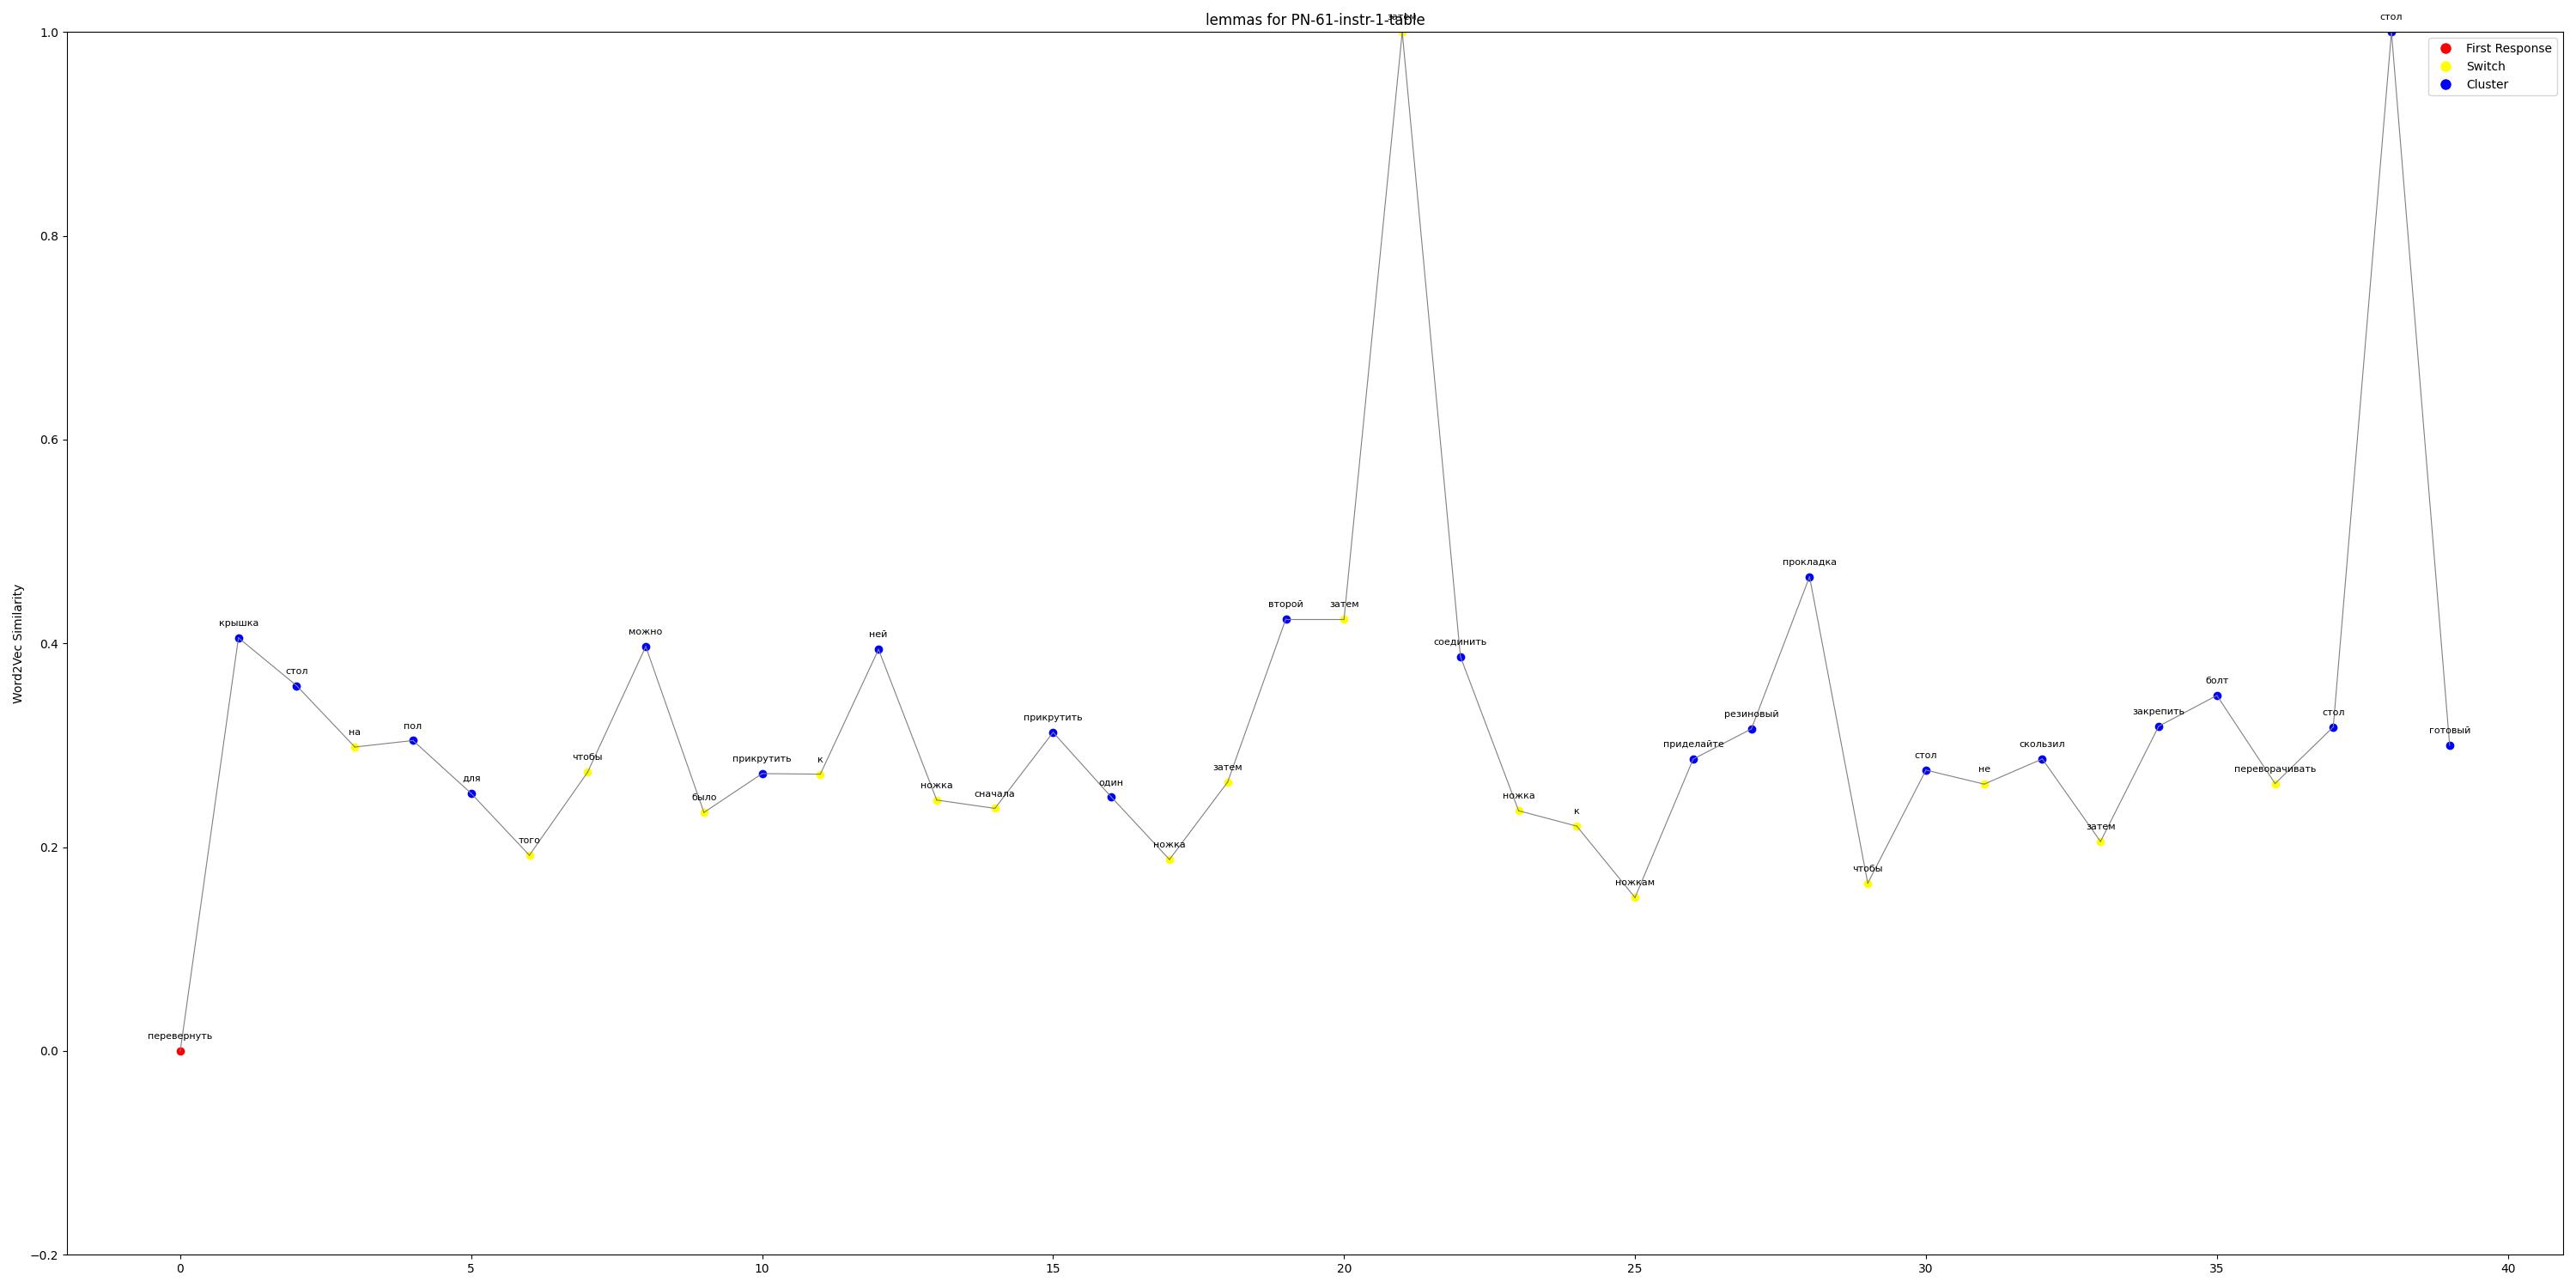 lemmas for PN-61-instr-1-table
затем
стол
First Response
Switch
Cluster
Word2Vec Similarity
1.0
0.8
0.6
0.4
0.2
0.0
−0.2
перевернуть
крышка
стол
на
пол
для
того
чтобы
можно
было
прикрутить
к
ней
ножка
сначала
прикрутить
один
ножка
затем
второй
затем
соединить
ножка
к
ножкам
приделайте
резиновый
прокладка
чтобы
стол
не
скользил
затем
закрепить
болт
переворачивать
стол
готовый
0 5 10 15 20 25 30 35 40